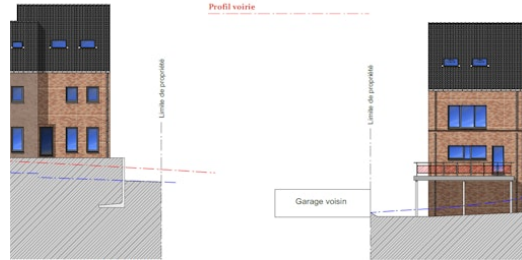 Profil voirie
Limite de propriété
Limite de propriété
Garage voisin